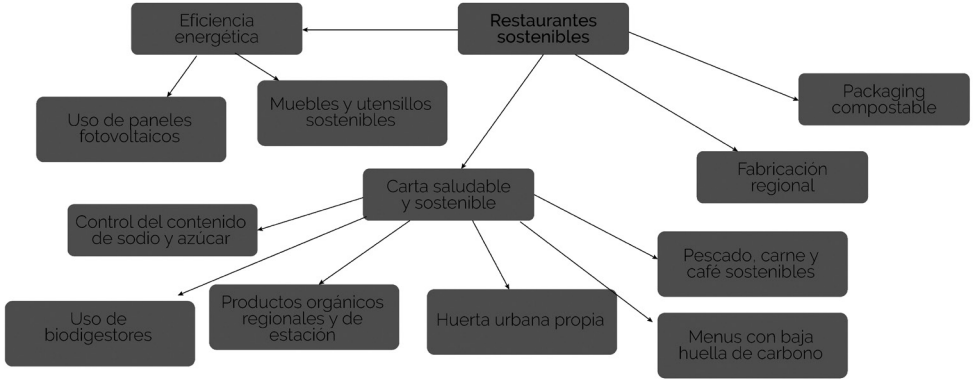 Eficiencia
energética
Restaurantes
sostenibles
Packaging
compostable
Uso de paneles
fotovoltaicos
Muebles y utensillos
sostenibles
Fabricación
regional
Carta saludable
y sostenible
Control del contenido
de sodio y azúcar
Pescado, carne y
café sostenibles
Uso de
biodigestores
Productos orgánicos
regionales y de
estación
Huerta urbana propia
Menus con baja
huella de carbono